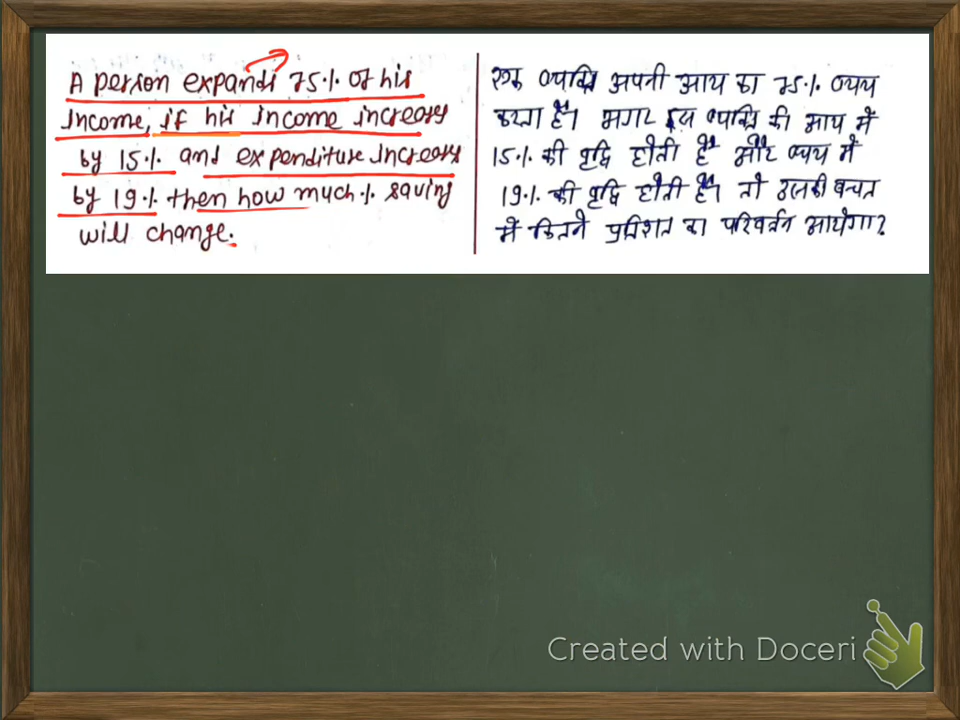 A person expands 75% of his
income, if his income increases
by 15% and expenditure increases
by 19% then how much % saving
will change.
एक व्यक्ति अपनी आय का 75% व्यय
करता है। अगर इस व्यक्ति की आय में
15% की वृद्धि होती है और व्यय में
19% की वृद्धि होती है। तो उसकी बचत
में कितने प्रतिशत का परिवर्तन आयेगा?
Created with Doceri